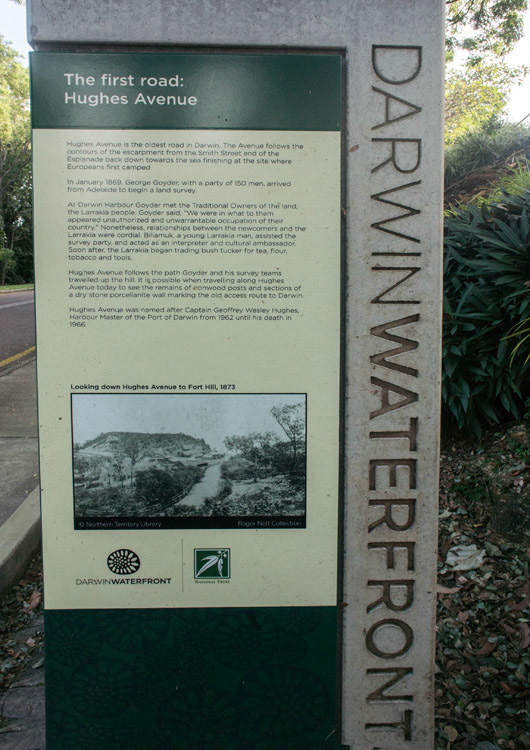 The first road:
Hughes Avenue
Hughes Avenue is the oldest road in Darwin. The Avenue follows the
contours of the escarpment from the Smith Street end of the
Esplanade back down towards the sea finishing at the site where
Europeans first camped
In January 1869, George Goyder, with a party of 150 men, arrived
from Adelaide to begin a land survey.
At Darwin Harbour Goyder met the Traditional Owners of the land,
the Larrakia people. Goyder said, "We were in what to them
appeared unauthorized and unwarrantable occupation of their
country." Nonetheless, relationships between the newcomers and the
Larrakia were cordial. Biliamuk, a young Larrakia man, assisted the
survey party, and acted as an interpreter and cultural ambassador.
Soon after, the Larrakia began trading bush tucker for tea, flour,
tobacco and tools.
Hughes Avenue follows the path Goyder and his survey teams
travelled up the hill. It is possible when travelling along Hughes
Avenue today to see the remains of ironwood posts and sections of
a dry stone porcellanite wall marking the old access route to Darwin.
Hughes Avenue was named after Captain Geoffrey Wesley Hughes,
Harbour Master of the Port of Darwin from 1962 until his death in
1966.
Looking down Hughes Avenue to Fort Hill, 1873
© Northern Territory Library Roger Nott Collection
DARWINWATERFRONT
NATIONAL TRUST
DARWINWATERFRONT